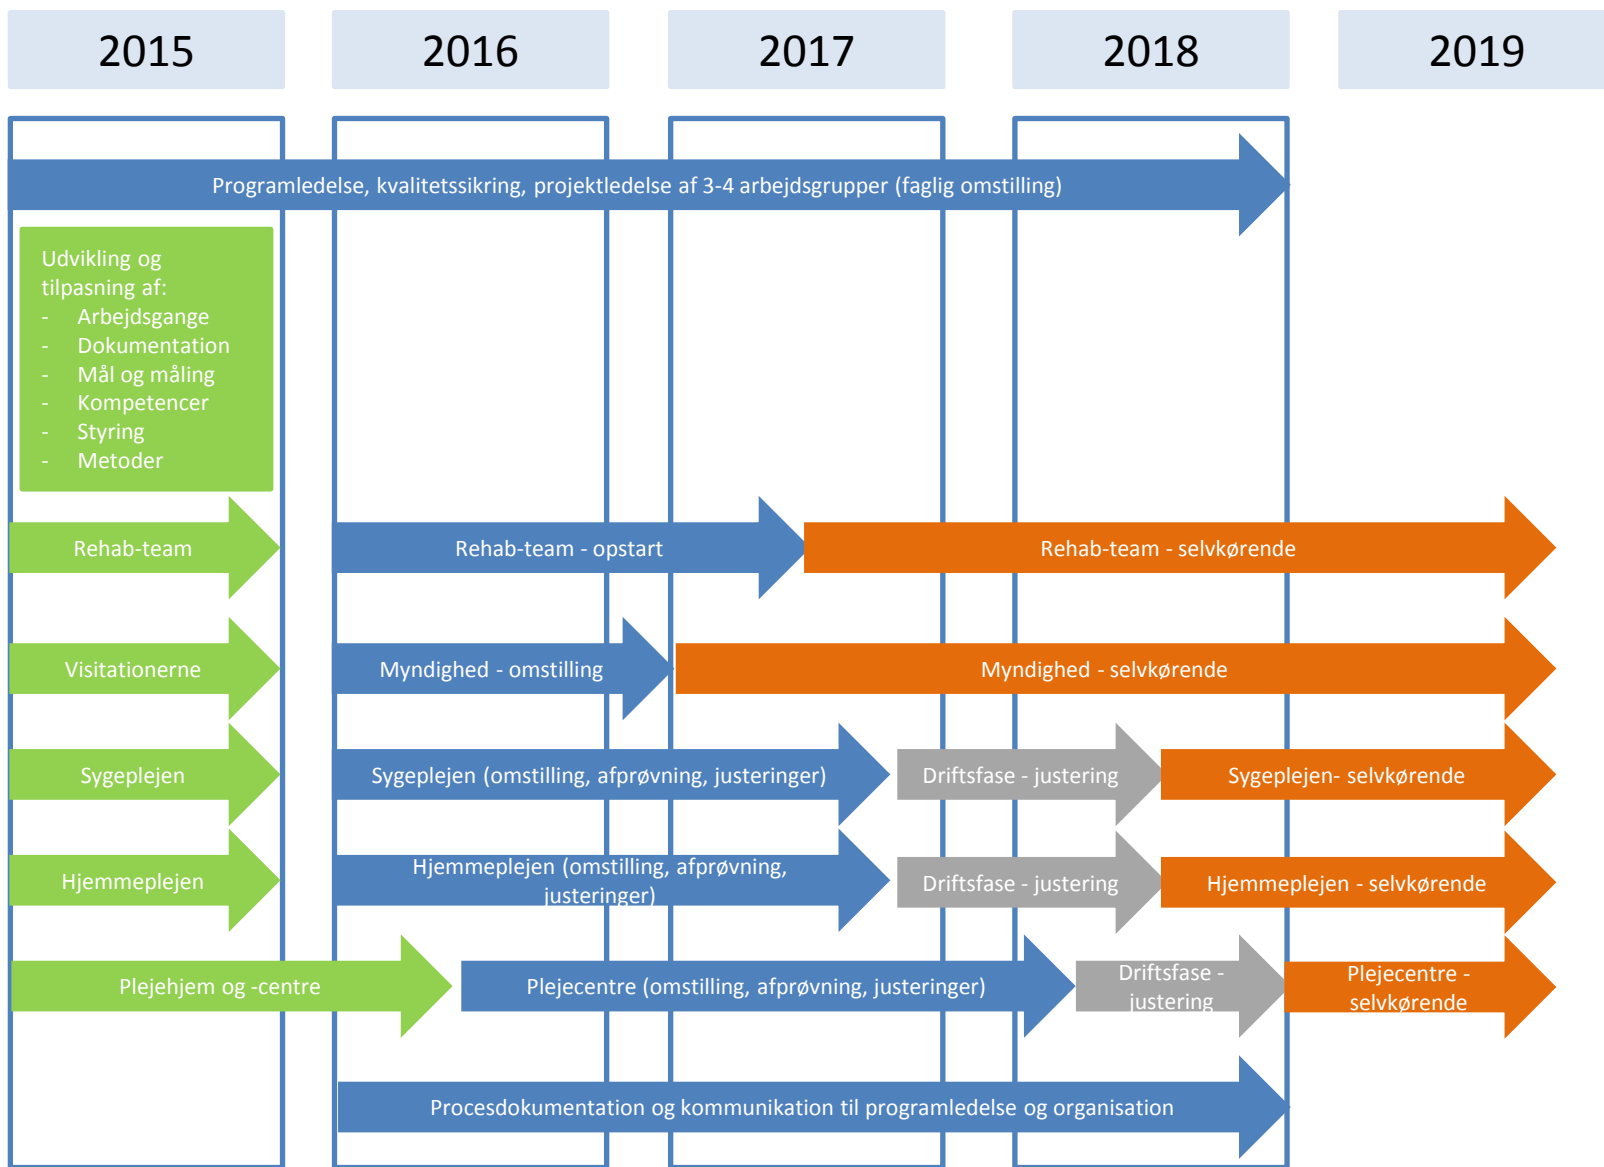 2015
2016
2017
2018
2019
Programledelse, kvalitetssikring, projektledelse af 3-4 arbejdsgrupper (faglig omstilling)
Udvikling og
tilpasning af:
- Arbejdsgange
- Dokumentation
- Mål og måling
- Kompetencer
- Styring
- Metoder
Rehab-team
Rehab-team - opstart
Rehab-team - selvkørende
Visitationerne
Myndighed - omstilling
Myndighed - selvkørende
Sygeplejen
Sygeplejen (omstilling, afprøvning, justeringer)
Driftsfase - justering
Sygeplejen- selvkørende
Hjemmeplejen
Hjemmeplejen (omstilling, afprøvning,
justeringer)
Driftsfase - justering
Hjemmeplejen - selvkørende
Plejehjem og -centre
Plejecentre (omstilling, afprøvning, justeringer)
Driftsfase -
justering
Plejecentre -
selvkørende
Procesdokumentation og kommunikation til programledelse og organisation